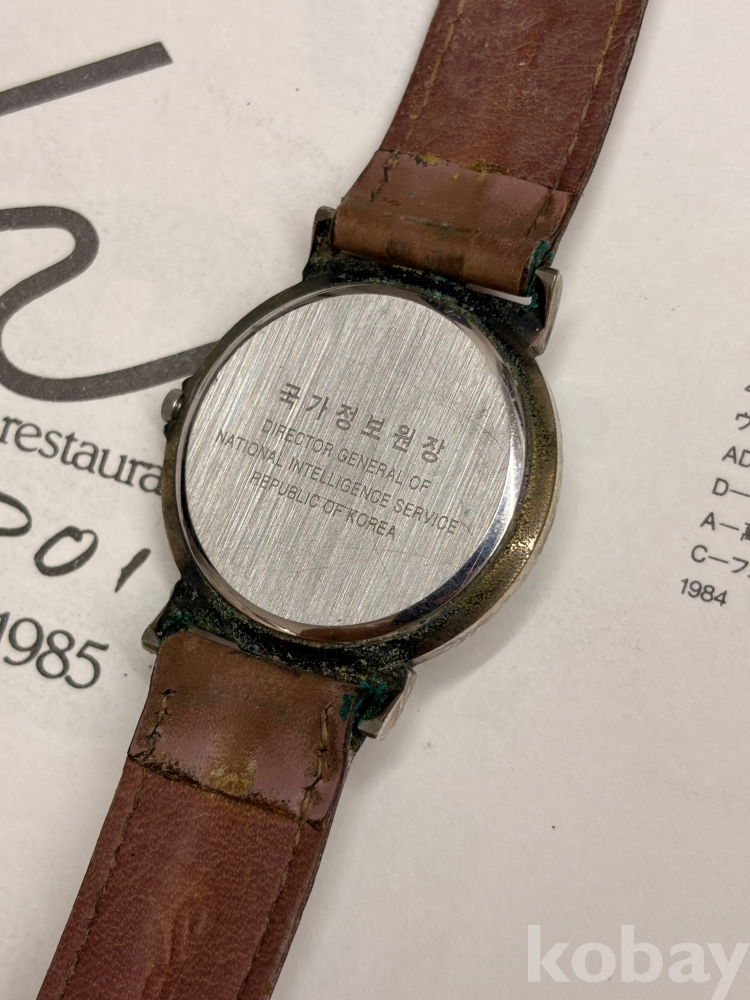 국가정보원장
DIRECTOR GENERAL OF
NATIONAL INTELLIGENCE SERVICE
REPUBLIC OF KOREA
restaura
1985
AD
D—
A—
C—フ
1984
kobay